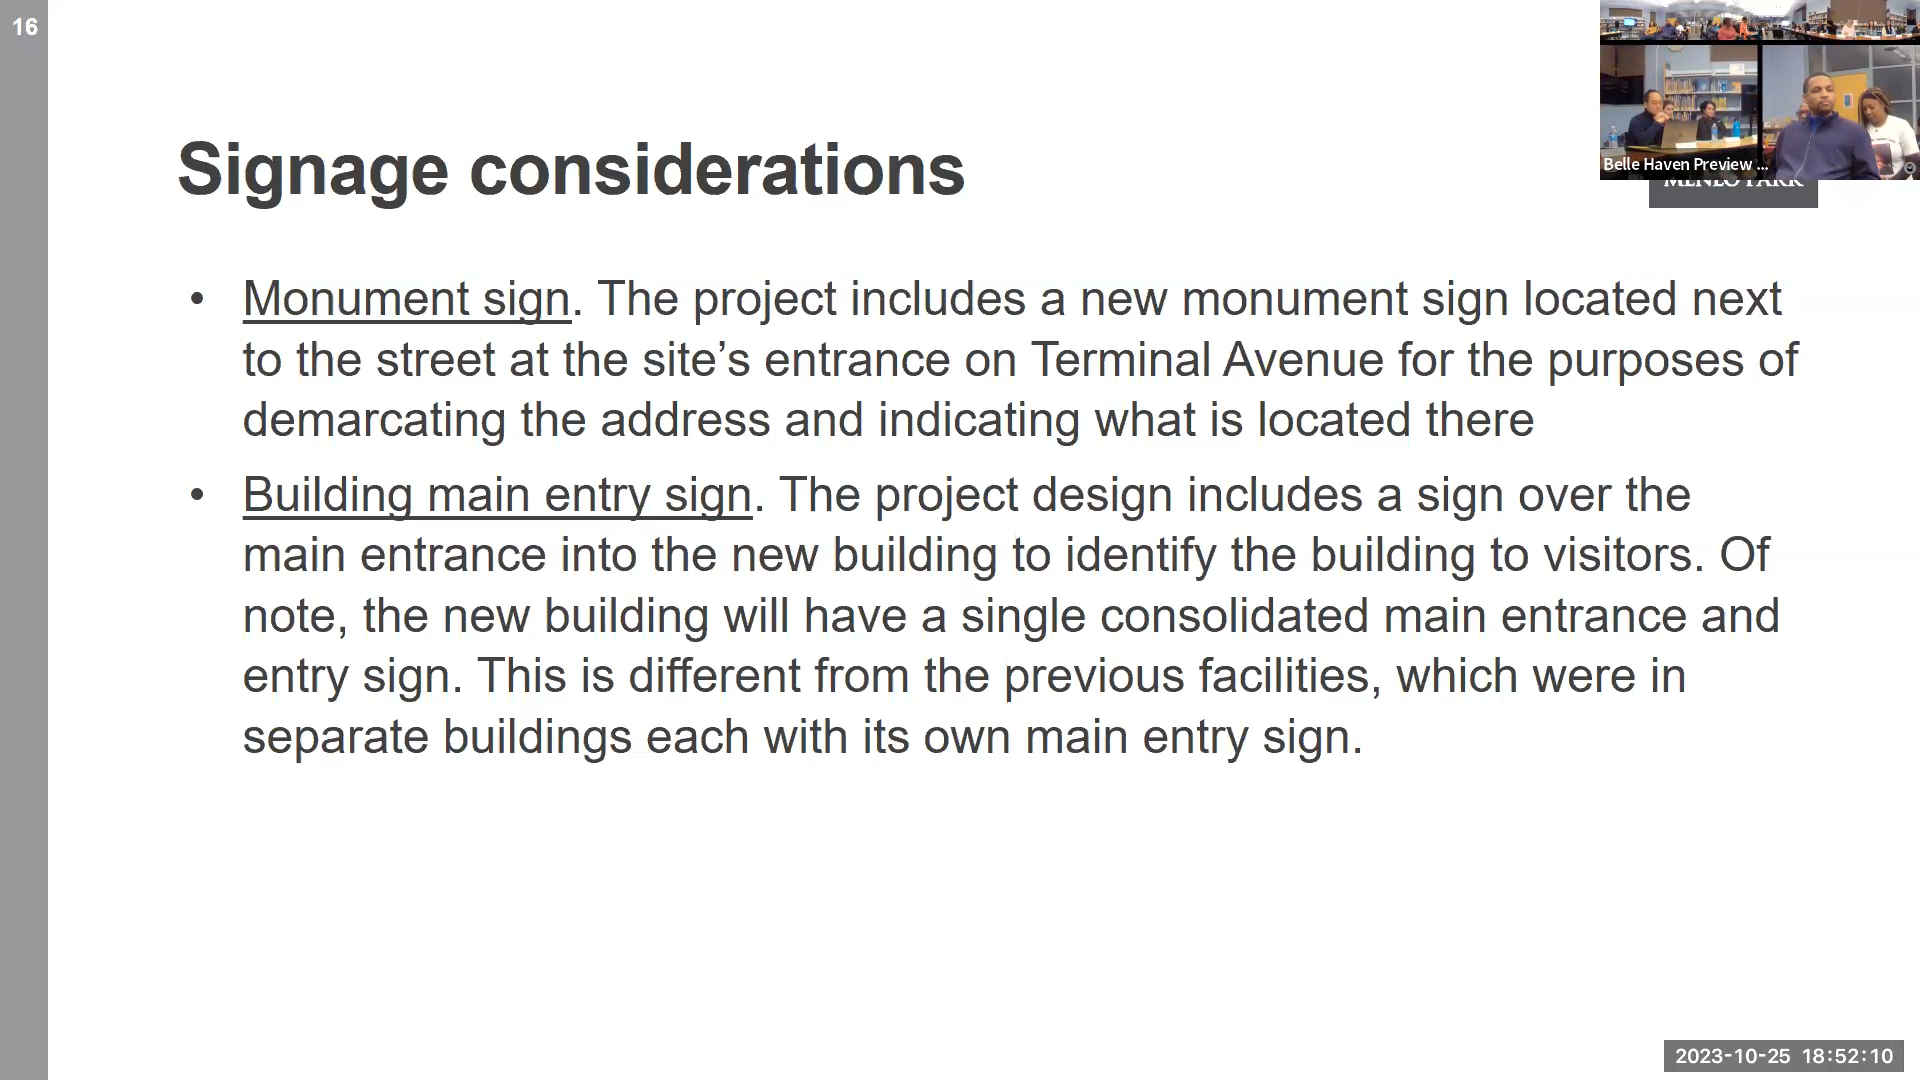 16
Belle Haven Preview ...
MENLO PARK
Signage considerations
• Monument sign. The project includes a new monument sign located next
to the street at the site’s entrance on Terminal Avenue for the purposes of
demarcating the address and indicating what is located there
• Building main entry sign. The project design includes a sign over the
main entrance into the new building to identify the building to visitors. Of
note, the new building will have a single consolidated main entrance and
entry sign. This is different from the previous facilities, which were in
separate buildings each with its own main entry sign.
2023-10-25 18:52:10